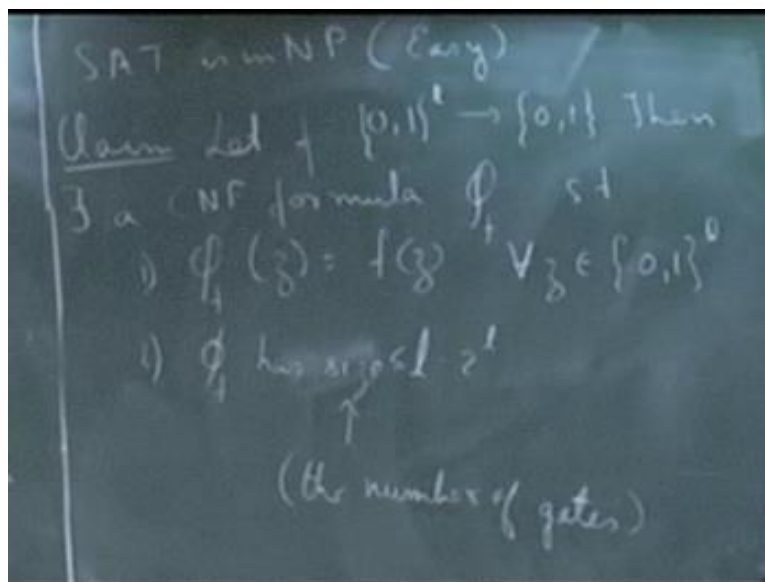 SAT is in NP (Easy)
Claim Let f {0,1}^l → {0,1} Then
∃ a CNF formula φ_f st
1) φ_f (z) = f(z) ∀ z ∈ {0,1}^l
2) φ_f has size ≤ l · 2^l
↑
(the number of gates)